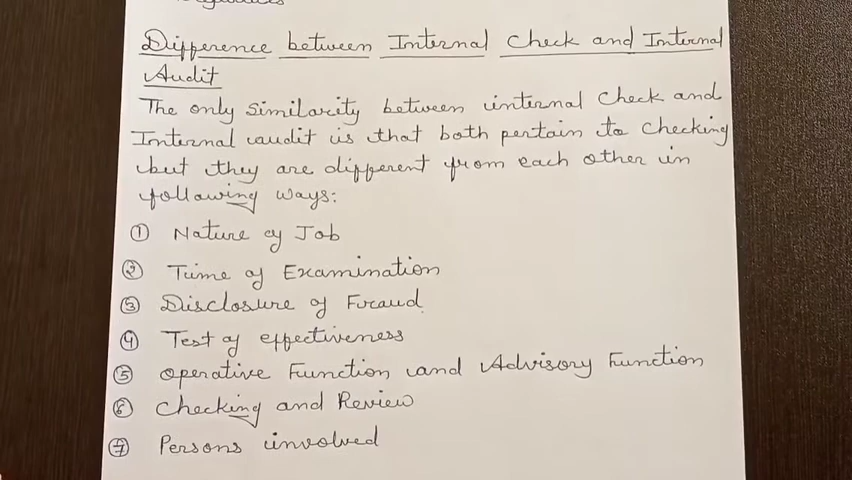 Difference between Internal Check and Internal
Audit
The only similarity between internal check and
Internal audit is that both pertain to checking
but they are different from each other in
following ways:
① Nature of Job
② Time of Examination
③ Disclosure of Fraud
④ Test of effectiveness
⑤ Operative Function and Advisory Function
⑥ Checking and Review
⑦ Persons involved